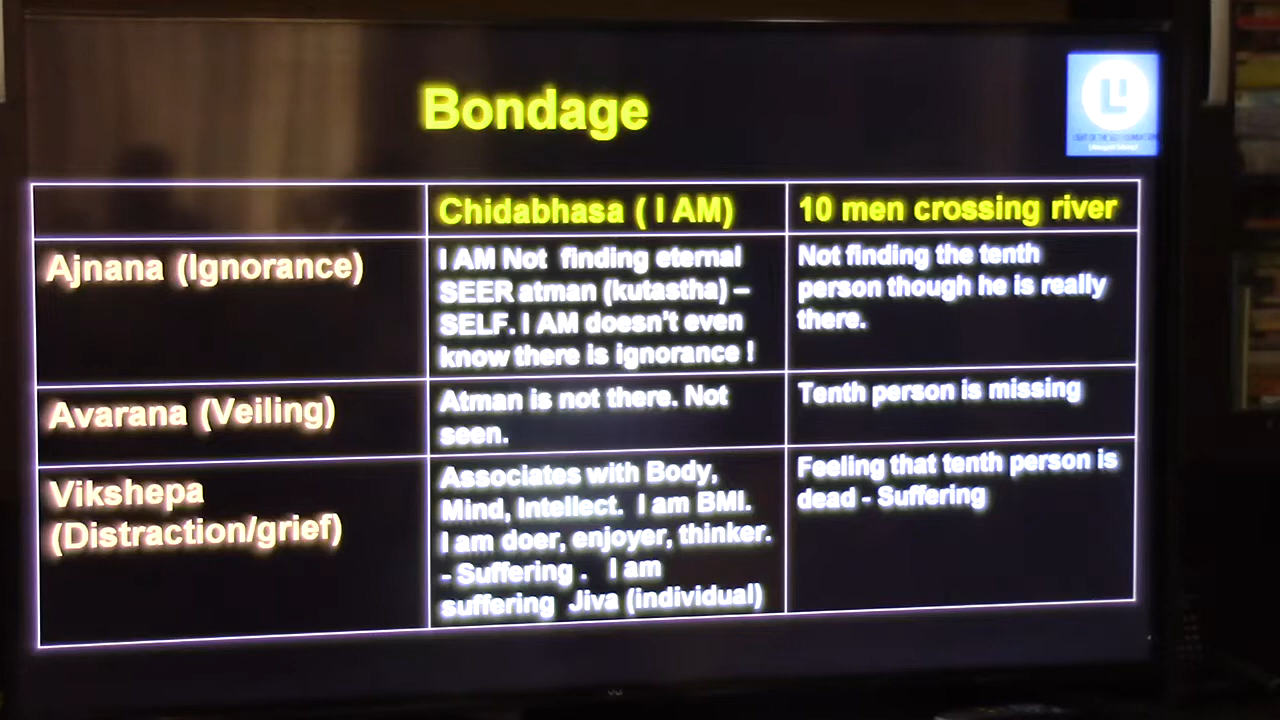 Bondage
Chidabhasa ( I AM)
10 men crossing river
Ajnana (Ignorance)
I AM Not finding eternal
SEER atman (kutastha) –
SELF. I AM doesn't even
know there is ignorance !
Not finding the tenth
person though he is really
there.
Avarana (Veiling)
Atman is not there. Not
seen.
Tenth person is missing
Vikshepa
(Distraction/grief)
Associates with Body,
Mind, Intellect. I am BMI.
I am doer, enjoyer, thinker.
- Suffering . I am
suffering Jiva (individual)
Feeling that tenth person is
dead - Suffering